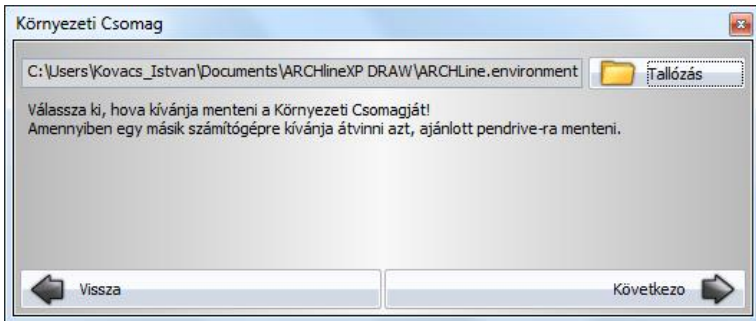 Környezeti Csomag
C:\Users\Kovacs_Istvan\Documents\ARCHlineXP DRAW\ARCHLine.environment Tallózás
Válassza ki, hova kívánja menteni a Környezeti Csomagját!
Amennyiben egy másik számítógépre kívánja átvinni azt, ajánlott pendrive-ra menteni.
Vissza Következo